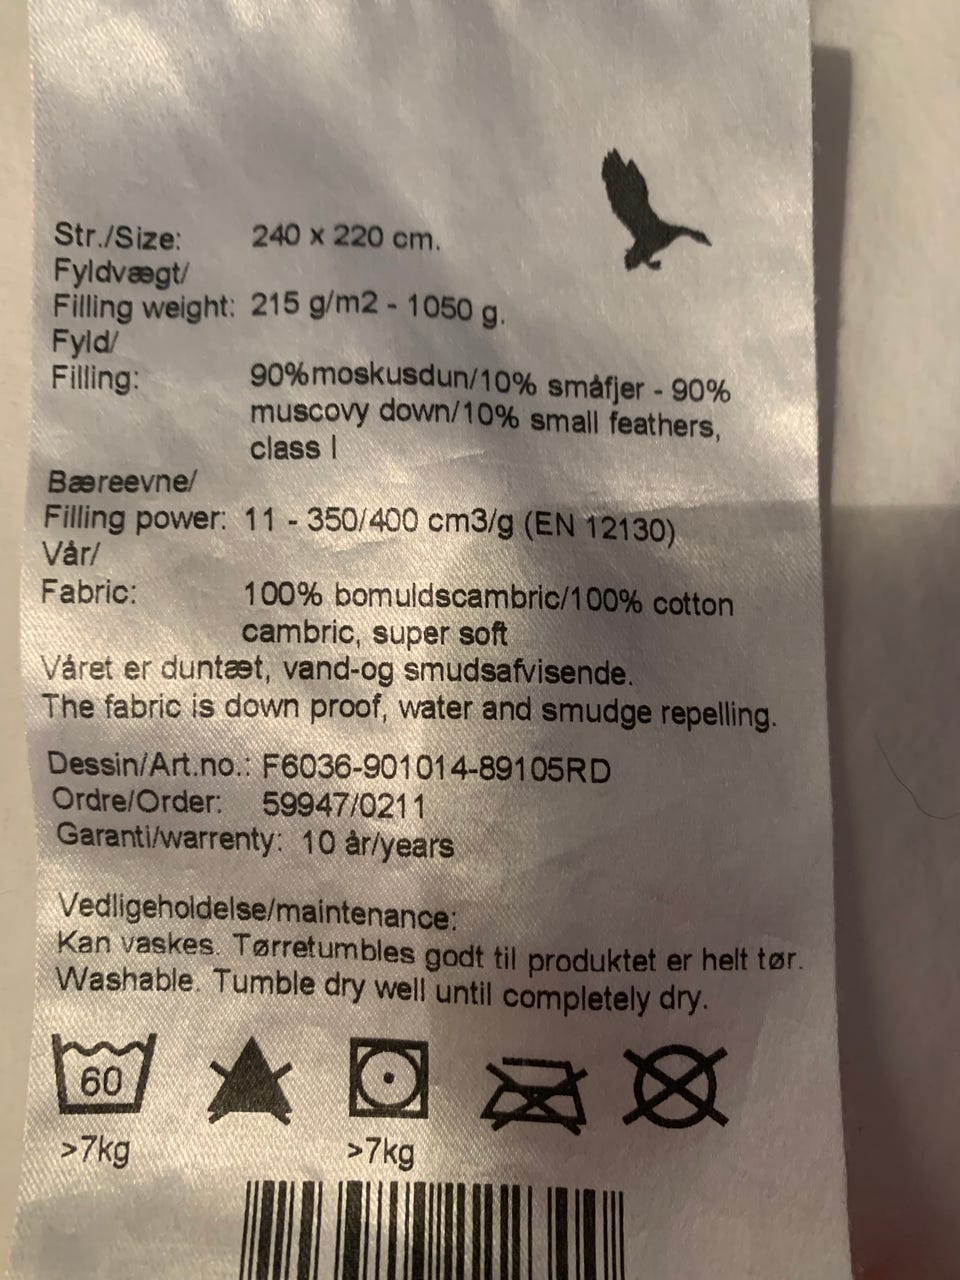 Str./Size: 240 x 220 cm.
Fyldvægt/
Filling weight: 215 g/m2 - 1050 g.
Fyld/
Filling: 90%moskusdun/10% småfjer - 90%
muscovy down/10% small feathers,
class I
Bæreevne/
Filling power: 11 - 350/400 cm3/g (EN 12130)
Vår/
Fabric: 100% bomuldscambric/100% cotton
cambric, super soft
Våret er duntæt, vand-og smudsafvisende.
The fabric is down proof, water and smudge repelling.
Dessin/Art.no.: F6036-901014-89105RD
Ordre/Order: 59947/0211
Garanti/warrenty: 10 år/years
Vedligeholdelse/maintenance:
Kan vaskes. Tørretumbles godt til produktet er helt tør.
Washable. Tumble dry well until completely dry.
60
>7kg >7kg